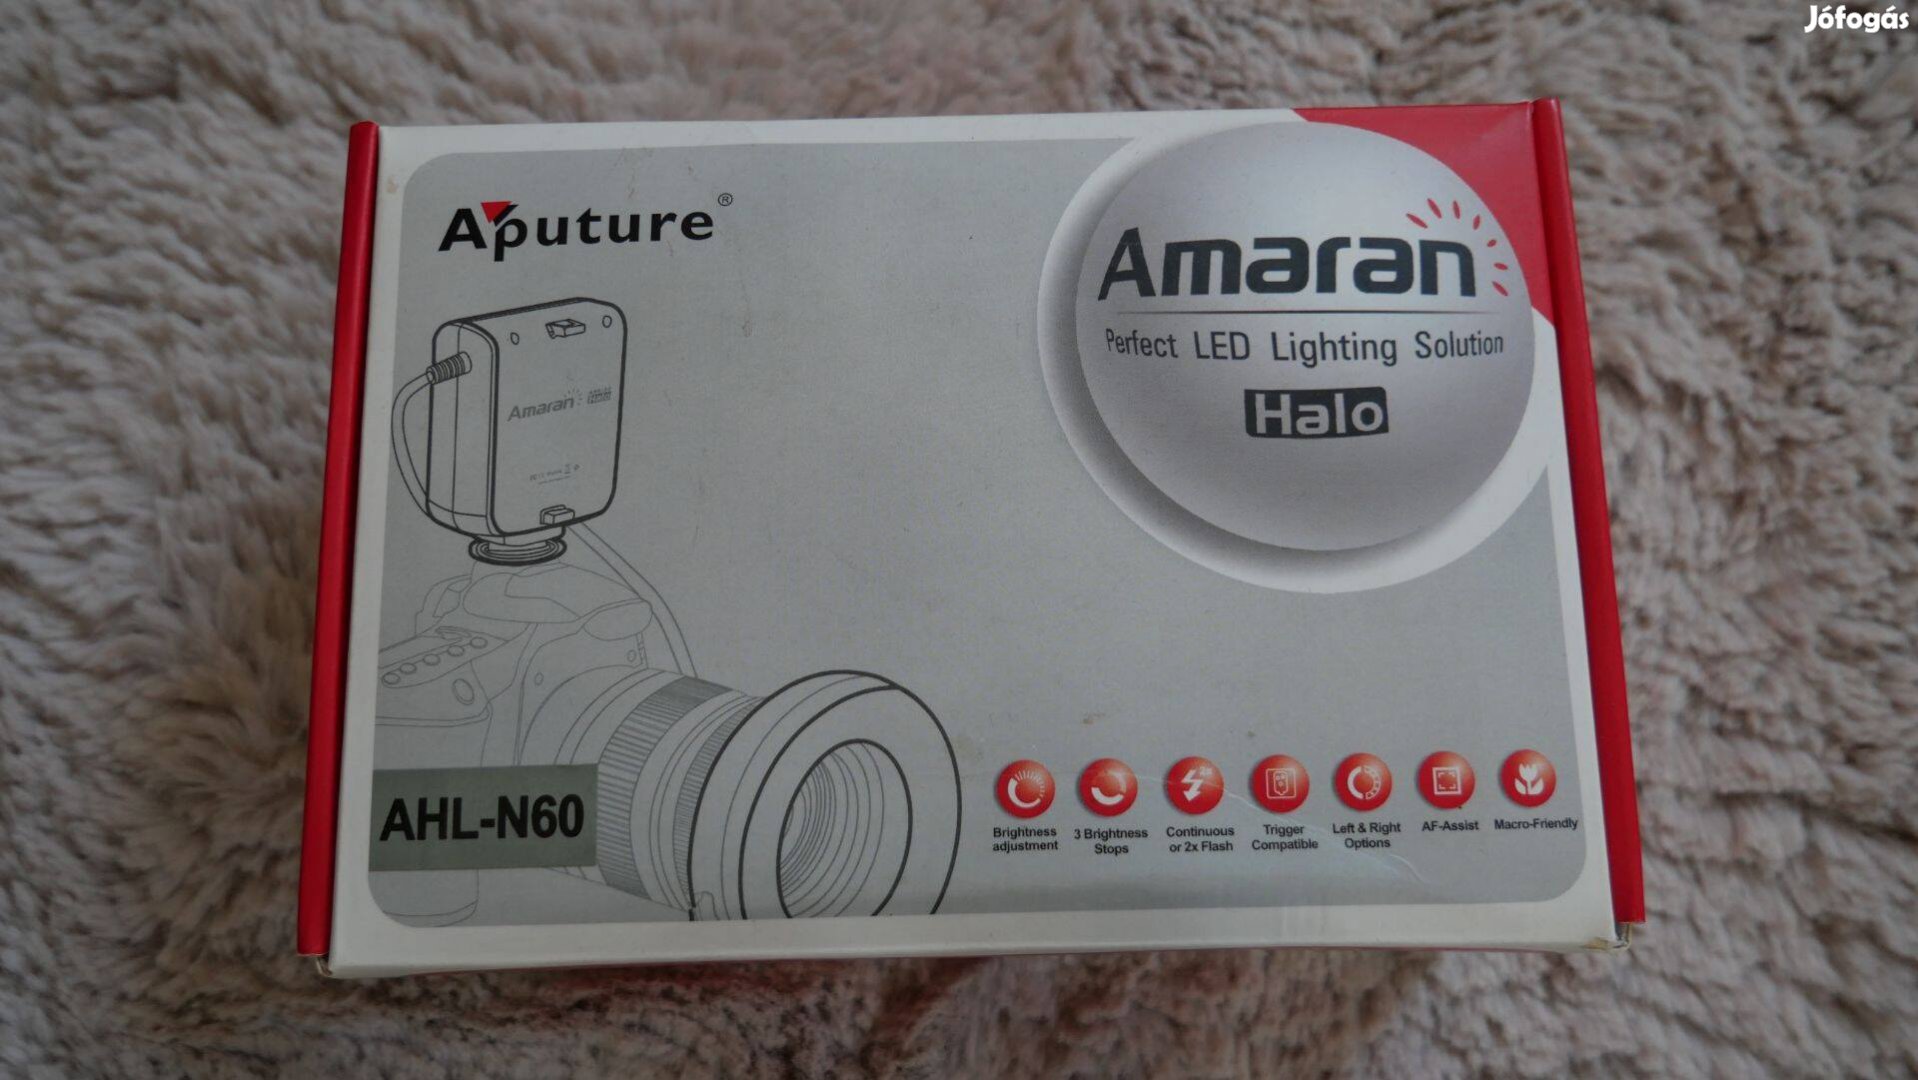 Jófogás
Aputure®
Amaran
Perfect LED Lighting Solution
Halo
Amaran
Halo
AHL-N60
Brightness
adjustment
3 Brightness
Stops
Continuous
or 2x Flash
Trigger
Compatible
Left & Right
Options
AF-Assist
Macro-Friendly